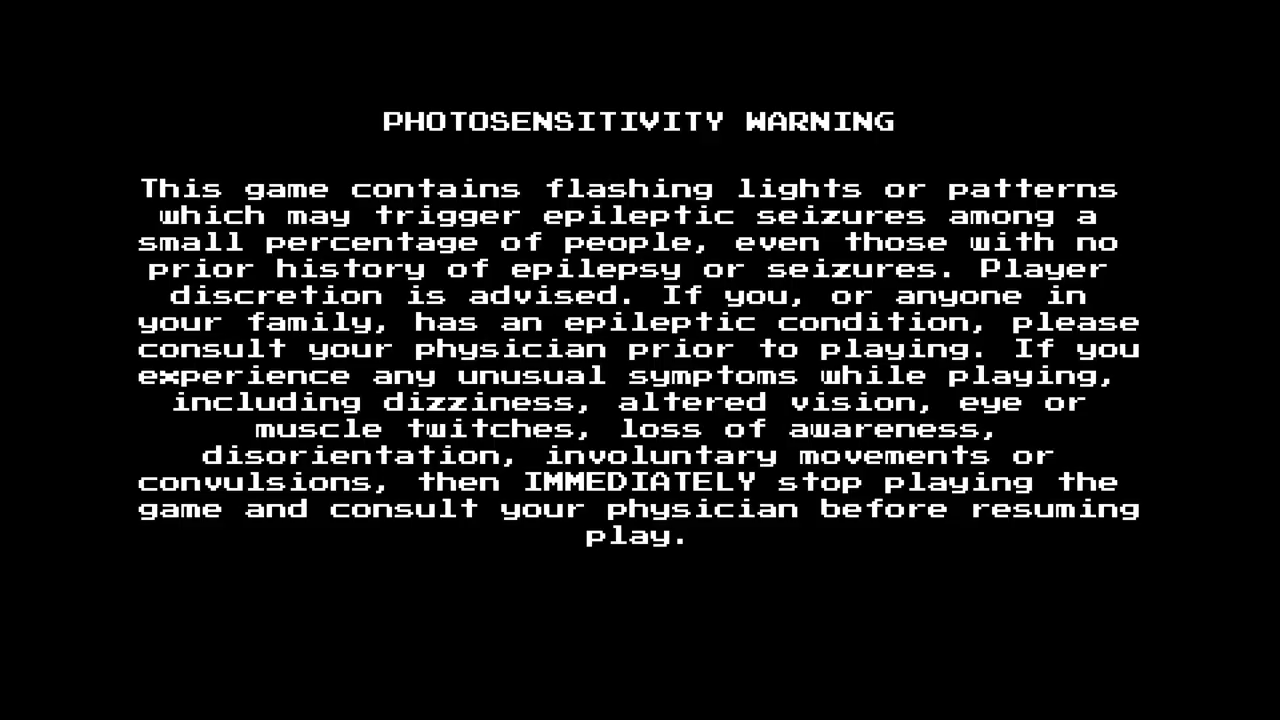 PHOTOSENSITIVITY WARNING
This game contains flashing lights or patterns
which may trigger epileptic seizures among a
small percentage of people, even those with no
prior history of epilepsy or seizures. Player
discretion is advised. If you, or anyone in
your family, has an epileptic condition, please
consult your physician prior to playing. If you
experience any unusual symptoms while playing,
including dizziness, altered vision, eye or
muscle twitches, loss of awareness,
disorientation, involuntary movements or
convulsions, then IMMEDIATELY stop playing the
game and consult your physician before resuming
play.